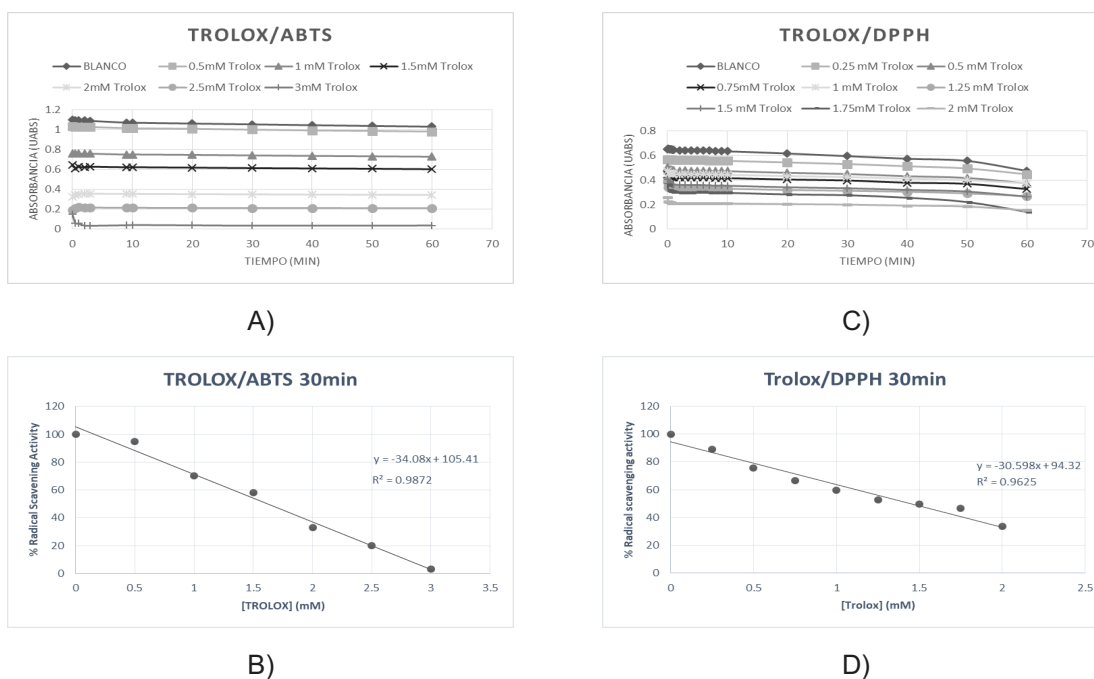 TROLOX/ABTS
BLANCO 0.5mM Trolox 1 mM Trolox 1.5mM Trolox
2mM Trolox 2.5mM Trolox 3mM Trolox
ABSORBANCIA (UABS)
1.2
1
0.8
0.6
0.4
0.2
0
0 10 20 30 40 50 60 70
TIEMPO (MIN)
A)
TROLOX/DPPH
BLANCO 0.25 mM Trolox 0.5 mM Trolox
0.75mM Trolox 1 mM Trolox 1.25 mM Trolox
1.5 mM Trolox 1.75mM Trolox 2 mM Trolox
ABSORBANCIA (UABS)
0.8
0.6
0.4
0.2
0
0 10 20 30 40 50 60 70
TIEMPO (MIN)
C)
TROLOX/ABTS 30min
% Radical Scavening Activity
120
100
80
60
40
20
0
y = -34.08x + 105.41
R² = 0.9872
0 0.5 1 1.5 2 2.5 3 3.5
[TROLOX] (mM)
B)
Trolox/DPPH 30min
% Radical scavenging activity
120
100
80
60
40
20
0
y = -30.598x + 94.32
R² = 0.9625
0 0.5 1 1.5 2 2.5
[Trolox] (mM)
D)